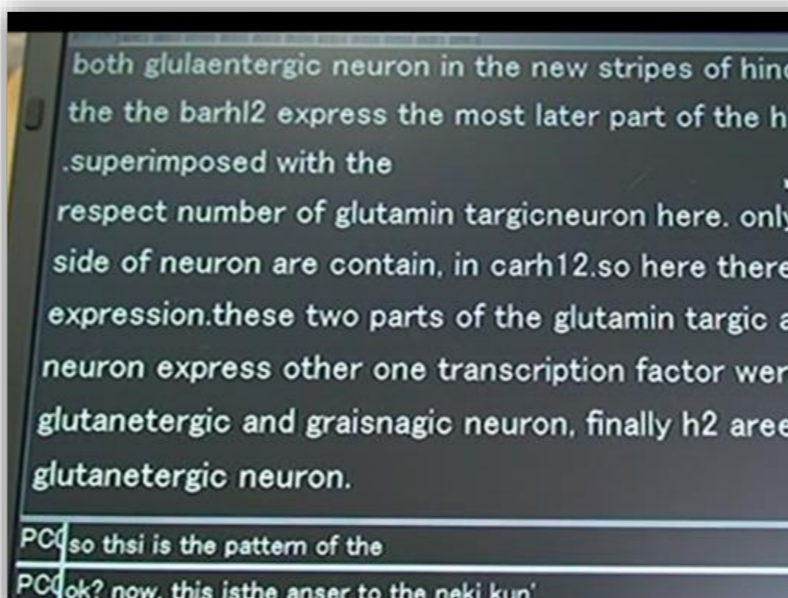 both glulaentergic neuron in the new stripes of hind
the the barhl2 express the most later part of the h
.superimposed with the
respect number of glutamin targicneuron here. only
side of neuron are contain, in carh12.so here there
expression.these two parts of the glutamin targic a
neuron express other one transcription factor wer
glutanetergic and graisnagic neuron, finally h2 aree
glutanetergic neuron.
PC so thsi is the pattern of the
PC ok? now, this isthe anser to the neki kun'